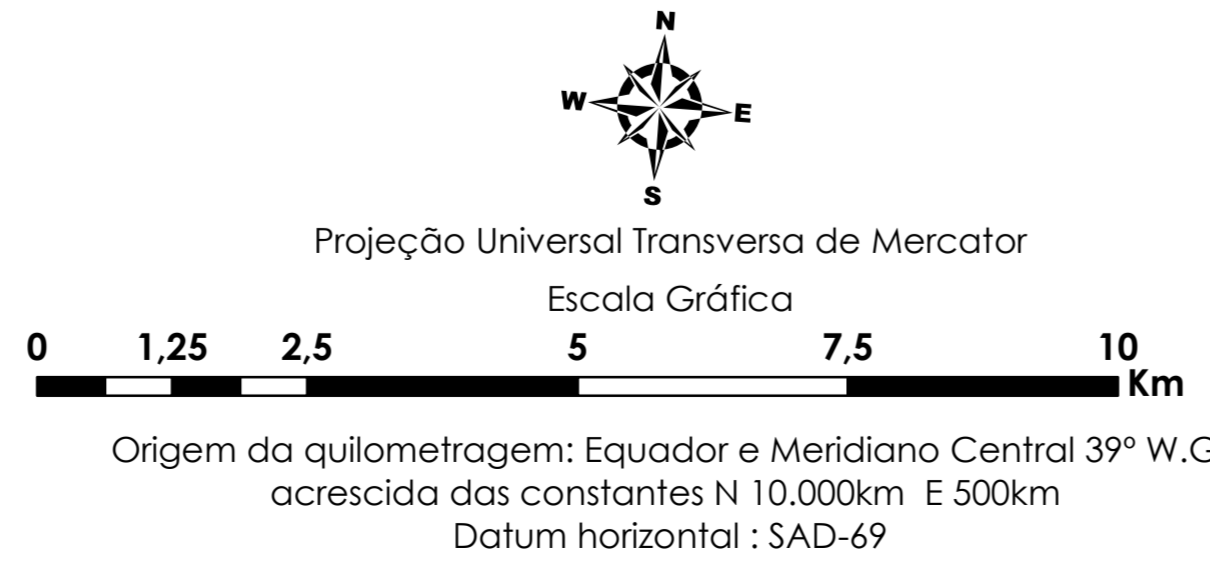 N
W E
S
Projeção Universal Transversa de Mercator
Escala Gráfica
0 1,25 2,5 5 7,5 10
Km
Origem da quilometragem: Equador e Meridiano Central 39º W.G
acrescida das constantes N 10.000km E 500km
Datum horizontal : SAD-69